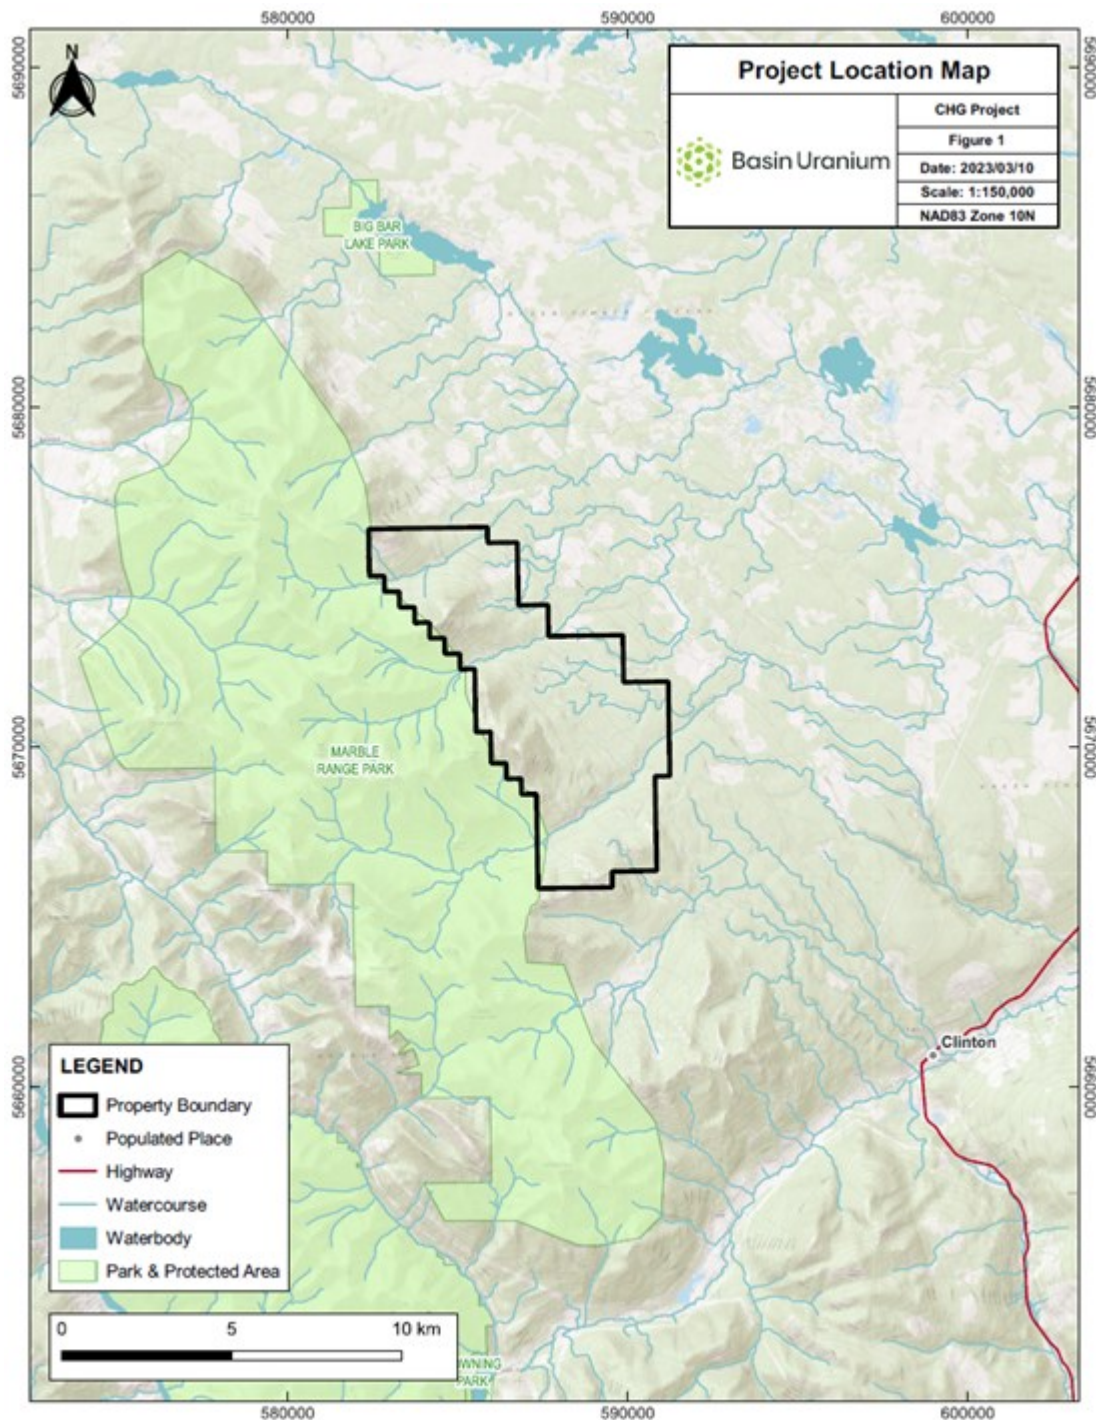 580000
590000
600000
5690000
5690000
N
Project Location Map
Basin Uranium
CHG Project
Figure 1
Date: 2023/03/10
Scale: 1:150,000
NAD83 Zone 10N
BIG BAR
LAKE PARK
5680000
5680000
MARBLE
RANGE PARK
5670000
5670000
Clinton
5660000
5660000
LEGEND
Property Boundary
Populated Place
Highway
Watercourse
Waterbody
Park & Protected Area
0 5 10 km
PARK
580000
590000
600000